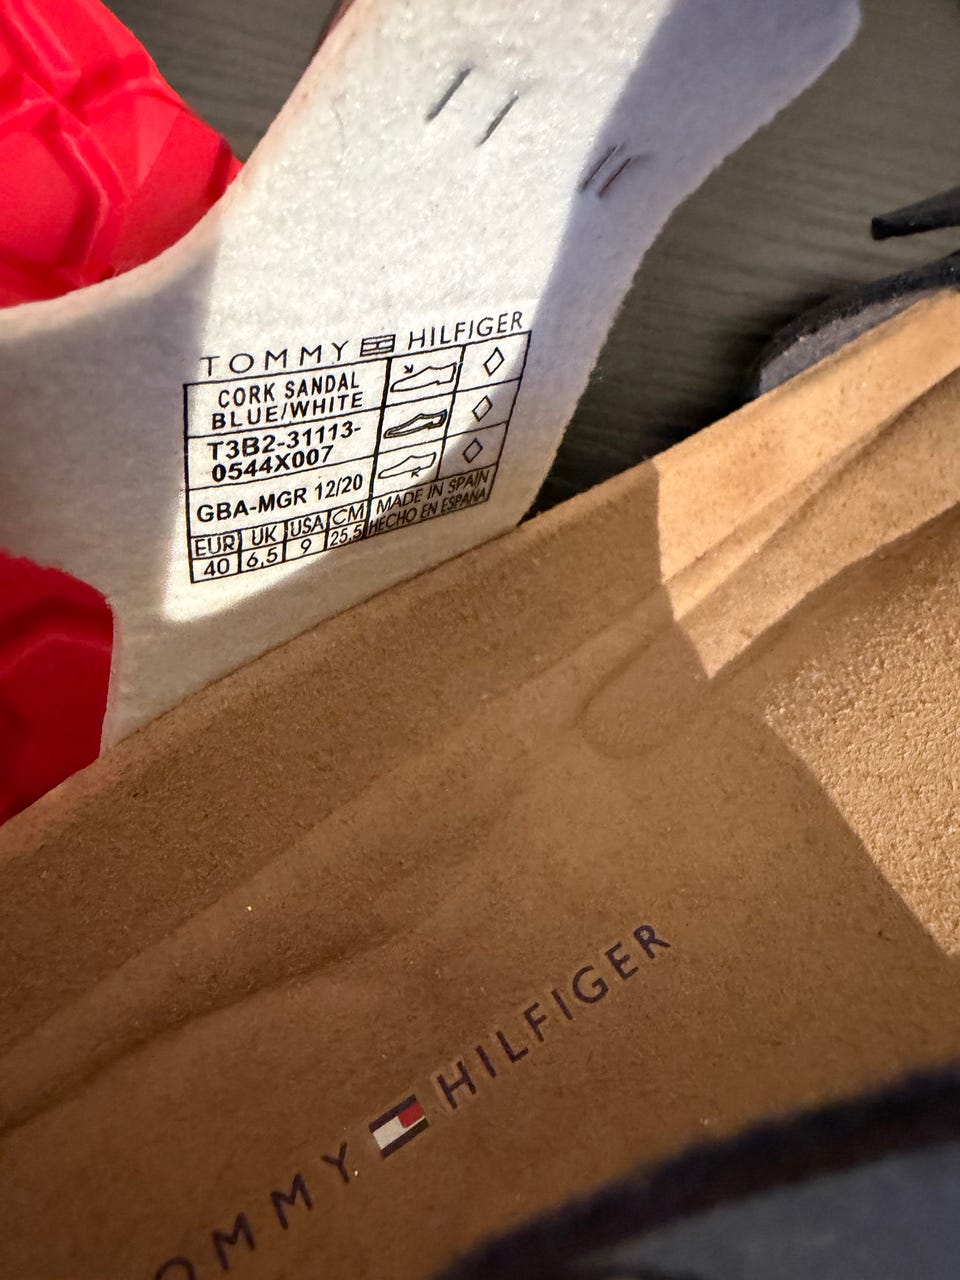 TOMMY HILFIGER
CORK SANDAL
BLUE/WHITE
T3B2-31113-
0544X007
GBA-MGR 12/20
MADE IN SPAIN
HECHO EN ESPAÑA
EUR UK USA CM
40 6,5 9 25,5
OMMY HILFIGER